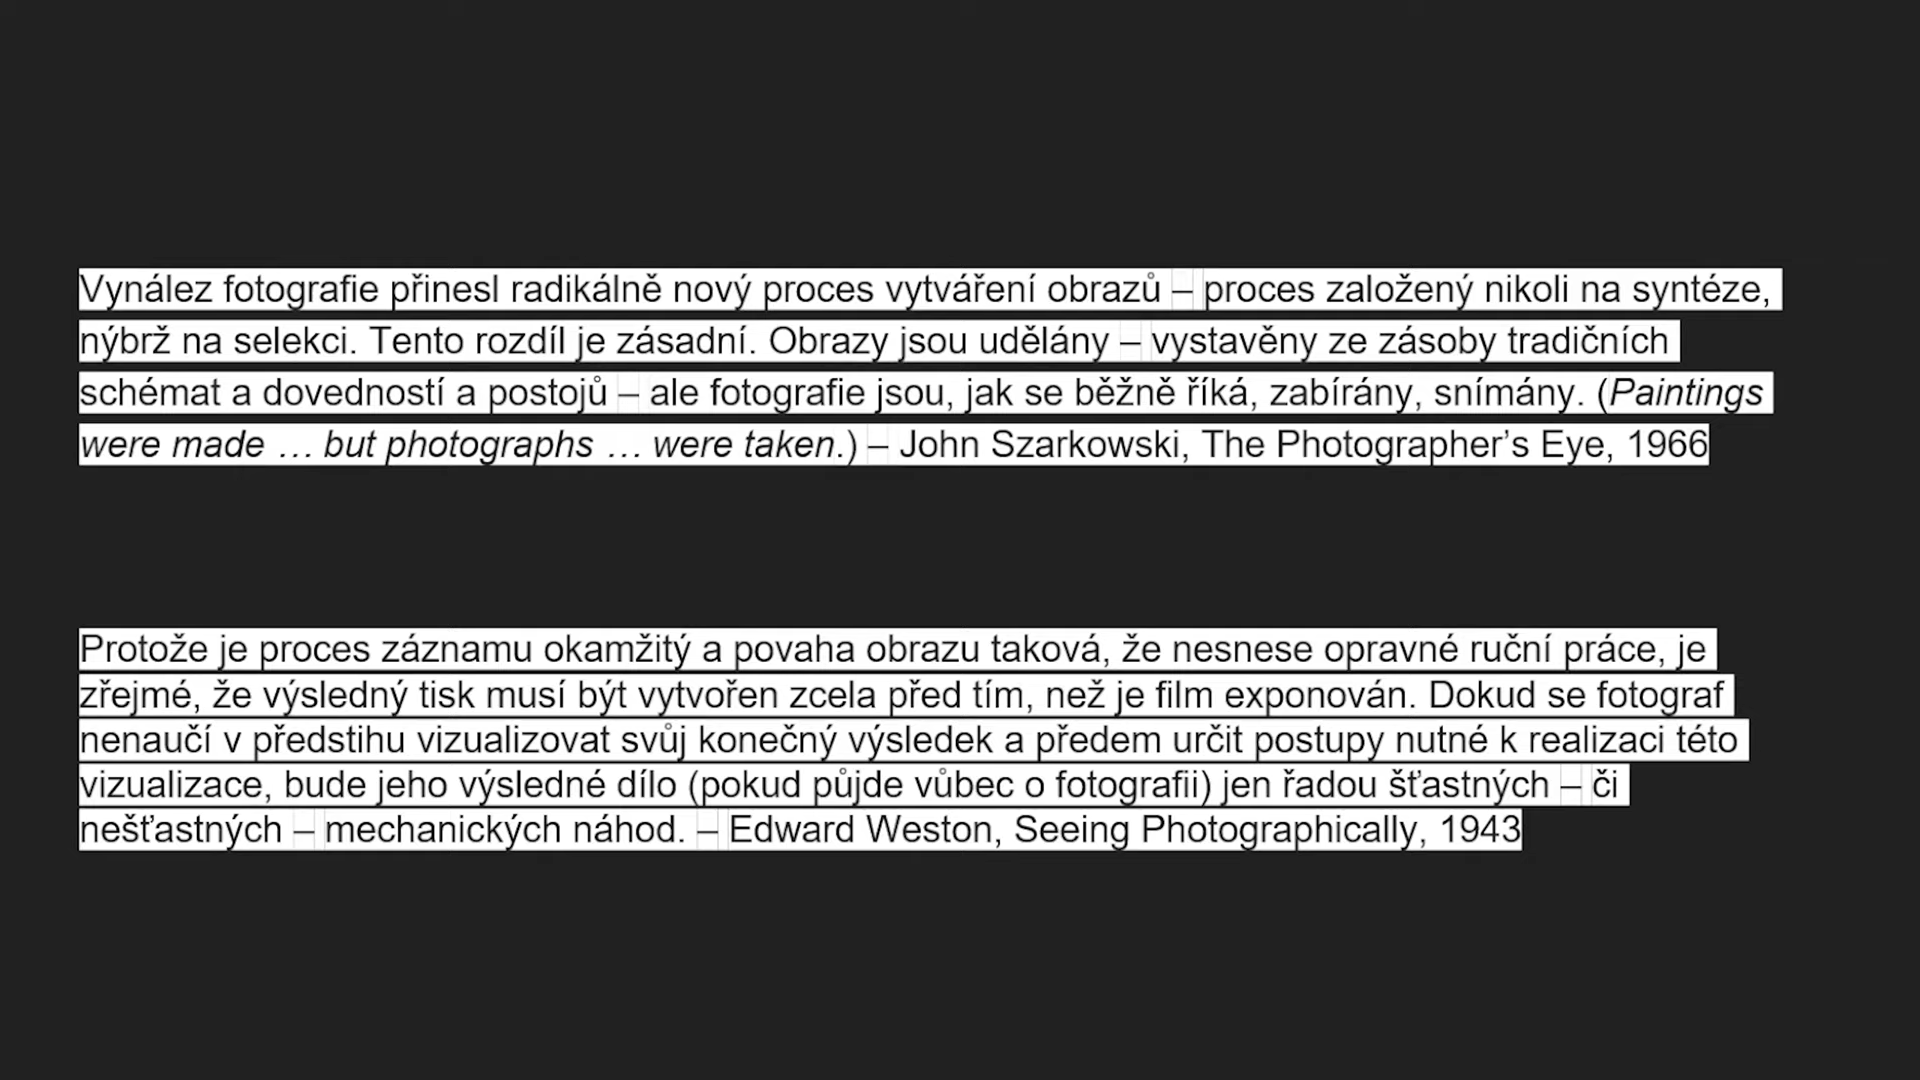 Vynález fotografie přinesl radikálně nový proces vytváření obrazů – proces založený nikoli na syntéze,
nýbrž na selekci. Tento rozdíl je zásadní. Obrazy jsou udělány – vystavěny ze zásoby tradičních
schémat a dovedností a postojů – ale fotografie jsou, jak se běžně říká, zabírány, snímány. (Paintings
were made … but photographs … were taken.) – John Szarkowski, The Photographer’s Eye, 1966
Protože je proces záznamu okamžitý a povaha obrazu taková, že nesnese opravné ruční práce, je
zřejmé, že výsledný tisk musí být vytvořen zcela před tím, než je film exponován. Dokud se fotograf
nenaučí v předstihu vizualizovat svůj konečný výsledek a předem určit postupy nutné k realizaci této
vizualizace, bude jeho výsledné dílo (pokud půjde vůbec o fotografii) jen řadou šťastných – či
nešťastných – mechanických náhod. – Edward Weston, Seeing Photographically, 1943